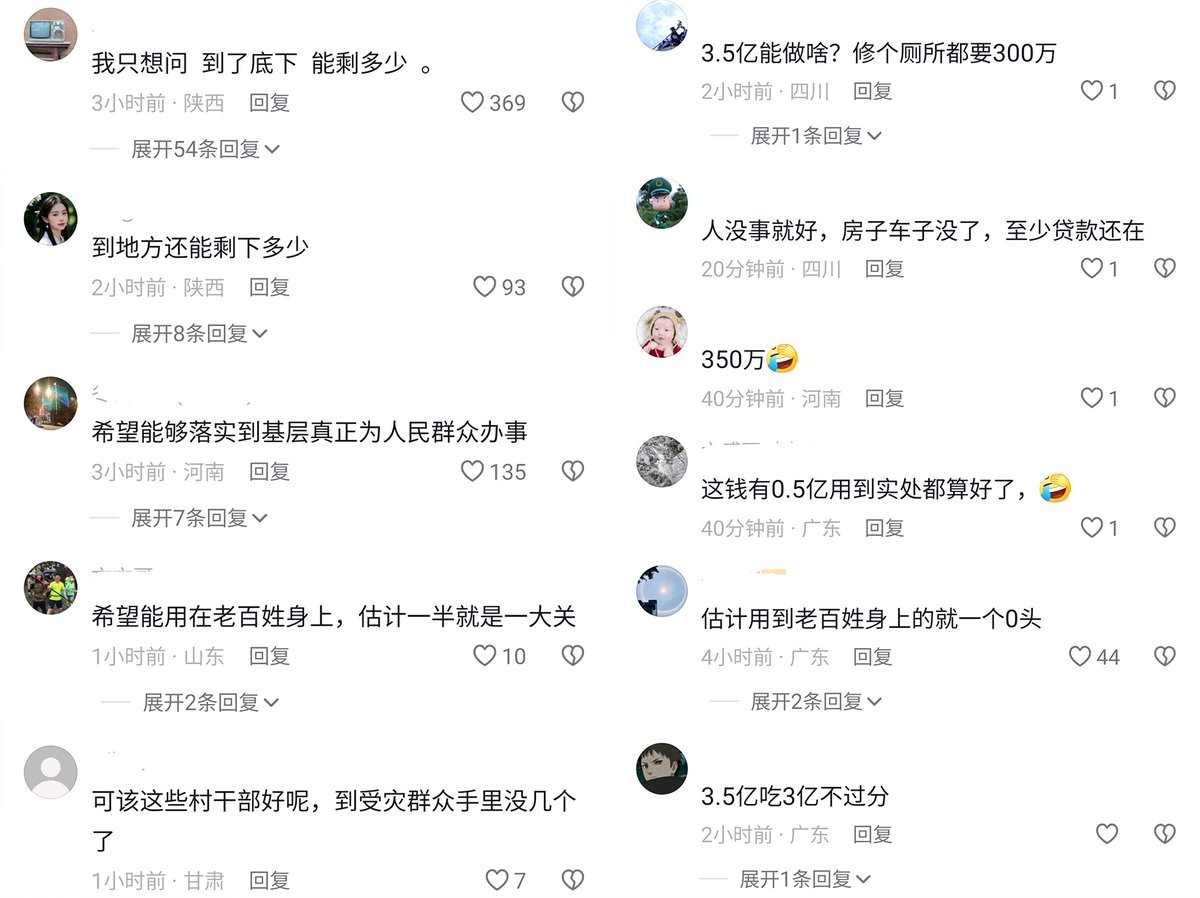 我只想问 到了底下 能剩多少 。
3小时前 · 陕西 回复 369
展开54条回复
到地方还能剩下多少
2小时前 · 陕西 回复 93
展开8条回复
希望能够落实到基层真正为人民群众办事
3小时前 · 河南 回复 135
展开7条回复
希望能用在老百姓身上，估计一半就是一大关
1小时前 · 山东 回复 10
展开2条回复
可该这些村干部好呢，到受灾群众手里没几个
了
1小时前 · 甘肃 回复 7
3.5亿能做啥？修个厕所都要300万
2小时前 · 四川 回复 1
展开1条回复
人没事就好，房子车子没了，至少贷款还在
20分钟前 · 四川 回复 1
350万🤣
40分钟前 · 河南 回复 1
这钱有0.5亿用到实处都算好了，🤣
40分钟前 · 广东 回复 1
估计用到老百姓身上的就一个0头
4小时前 · 广东 回复 44
展开2条回复
3.5亿吃3亿不过分
2小时前 · 广东 回复
展开1条回复